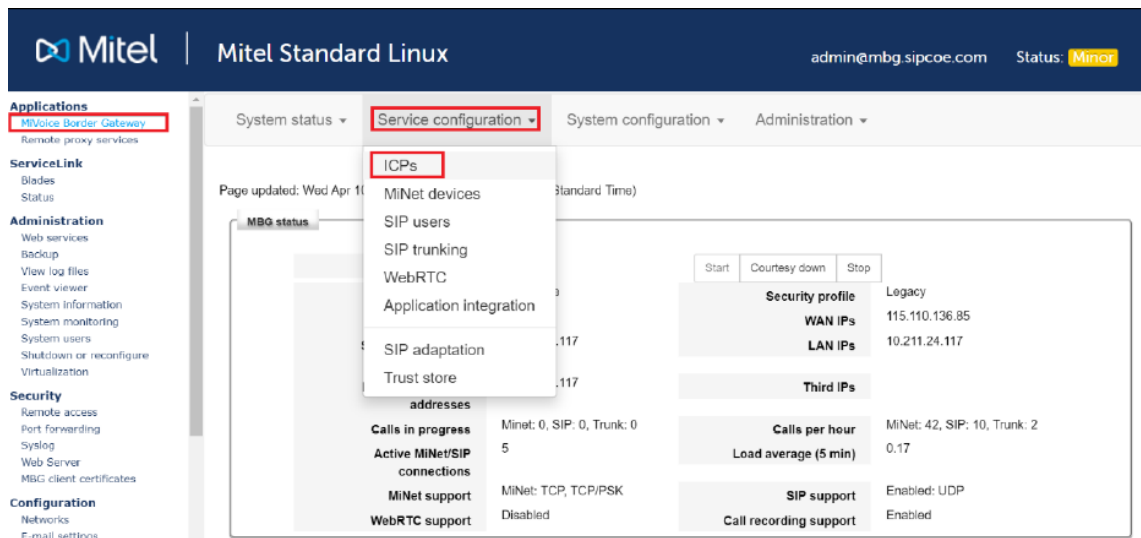 Mitel | Mitel Standard Linux admin@mbg.sipcoe.com Status: Minor
Applications
MiVoice Border Gateway
Remote proxy services
ServiceLink
Blades
Status
Administration
Web services
Backup
View log files
Event viewer
System information
System monitoring
System users
Shutdown or reconfigure
Virtualization
Security
Remote access
Port forwarding
Syslog
Web Server
MBG client certificates
Configuration
Networks
E-mail settings
System status Service configuration System configuration Administration
ICPs
MiNet devices
SIP users
SIP trunking
WebRTC
Application integration
SIP adaptation
Trust store
Page updated: Wed Apr 10 Standard Time)
MBG status
Start Courtesy down Stop
Security profile Legacy
WAN IPs 115.110.136.85
.117 LAN IPs 10.211.24.117
.117 Third IPs
addresses
Calls in progress Minet: 0, SIP: 0, Trunk: 0 Calls per hour MiNet: 42, SIP: 10, Trunk: 2
Active MiNet/SIP connections 5 Load average (5 min) 0.17
MiNet support MiNet: TCP, TCP/PSK SIP support Enabled: UDP
WebRTC support Disabled Call recording support Enabled